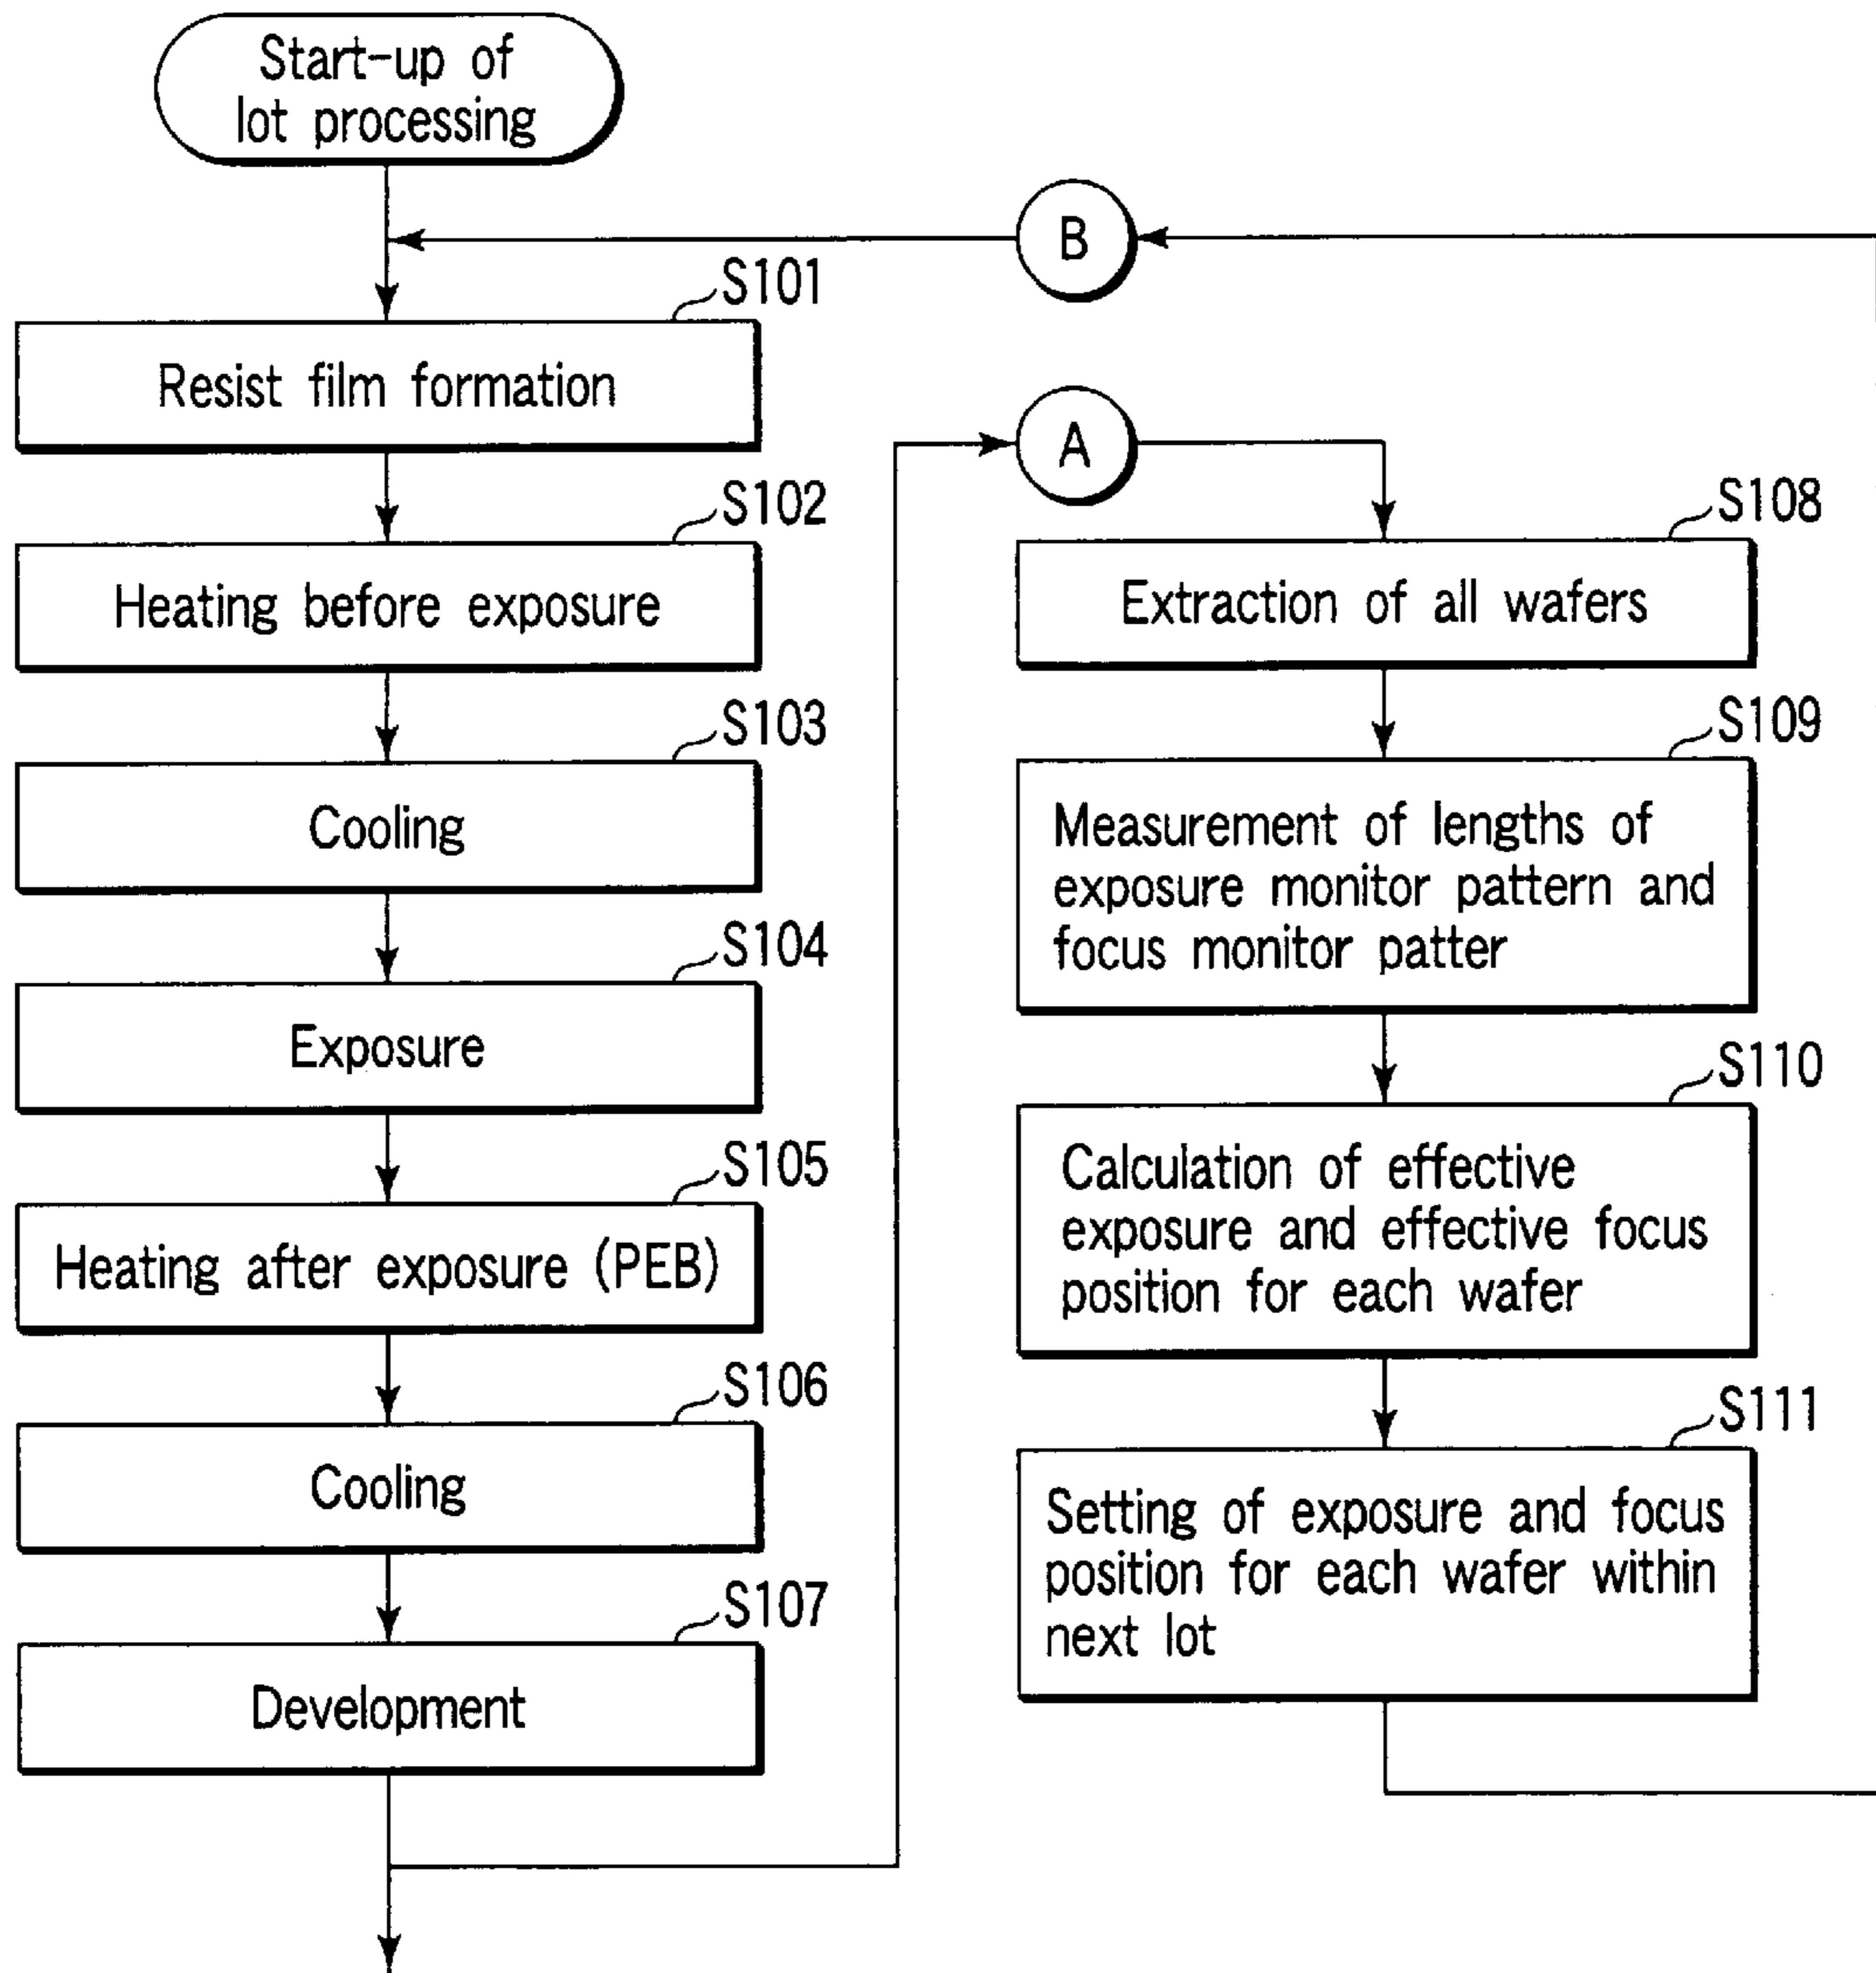 Start-up of
lot processing
B
S101
Resist film formation
A
S102
Heating before exposure
S103
Cooling
S104
Exposure
S105
Heating after exposure (PEB)
S106
Cooling
S107
Development
S108
Extraction of all wafers
S109
Measurement of lengths of
exposure monitor pattern and
focus monitor patter
S110
Calculation of effective
exposure and effective focus
position for each wafer
S111
Setting of exposure and focus
position for each wafer within
next lot